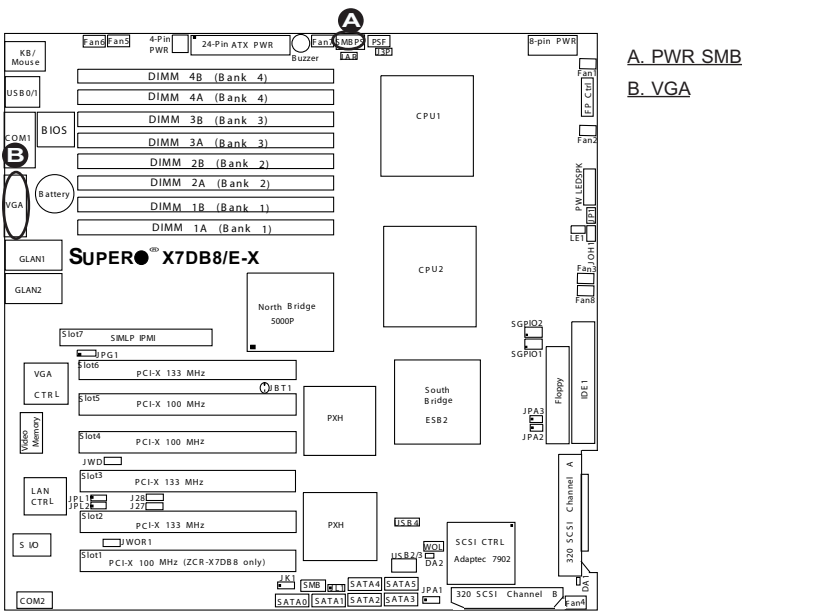 A
Fan6 Fan5
4-Pin
PWR
24-Pin ATX PWR
Buzzer
Fan7
SMBPS
PSF
JAR
J3P
8-pin PWR
A. PWR SMB
B. VGA
KB/
Mouse
USB0/1
COM1
BIOS
B
VGA
Battery
GLAN1
GLAN2
DIMM 4B (Bank 4)
DIMM 4A (Bank 4)
DIMM 3B (Bank 3)
DIMM 3A (Bank 3)
DIMM 2B (Bank 2)
DIMM 2A (Bank 2)
DIMM 1B (Bank 1)
DIMM 1A (Bank 1)
SUPER® X7DB8/E-X
CPU1
CPU2
Fan1
FP Ctrl
Fan2
PW LED SPK
JP1
LE1
JOH1
Fan3
Fan8
North Bridge
5000P
SGPIO2
SGPIO1
Slot7
SIMLP IPMI
JPG1
Slot6
PCI-X 133 MHz
VGA
CTRL
JBT1
Slot5
PCI-X 100 MHz
Video
Memory
Slot4
PCI-X 100 MHz
JWD
PXH
South
Bridge
ESB2
Floppy
IDE1
JPA3
JPA2
Slot3
PCI-X 133 MHz
LAN
CTRL
JPL1
JPL2
J28
J27
Slot2
PCI-X 133 MHz
S I/O
JWOR1
Slot1
PCI-X 100 MHz (ZCR-X7DB8 only)
PXH
USB4
USB2/3
WOL
DA2
SCSI CTRL
Adaptec 7902
320 SCSI Channel A
DA1
COM2
JK1
SMB
JL1
SATA4 SATA5
SATA0 SATA1 SATA2 SATA3
JPA1
320 SCSI Channel B
Fan4